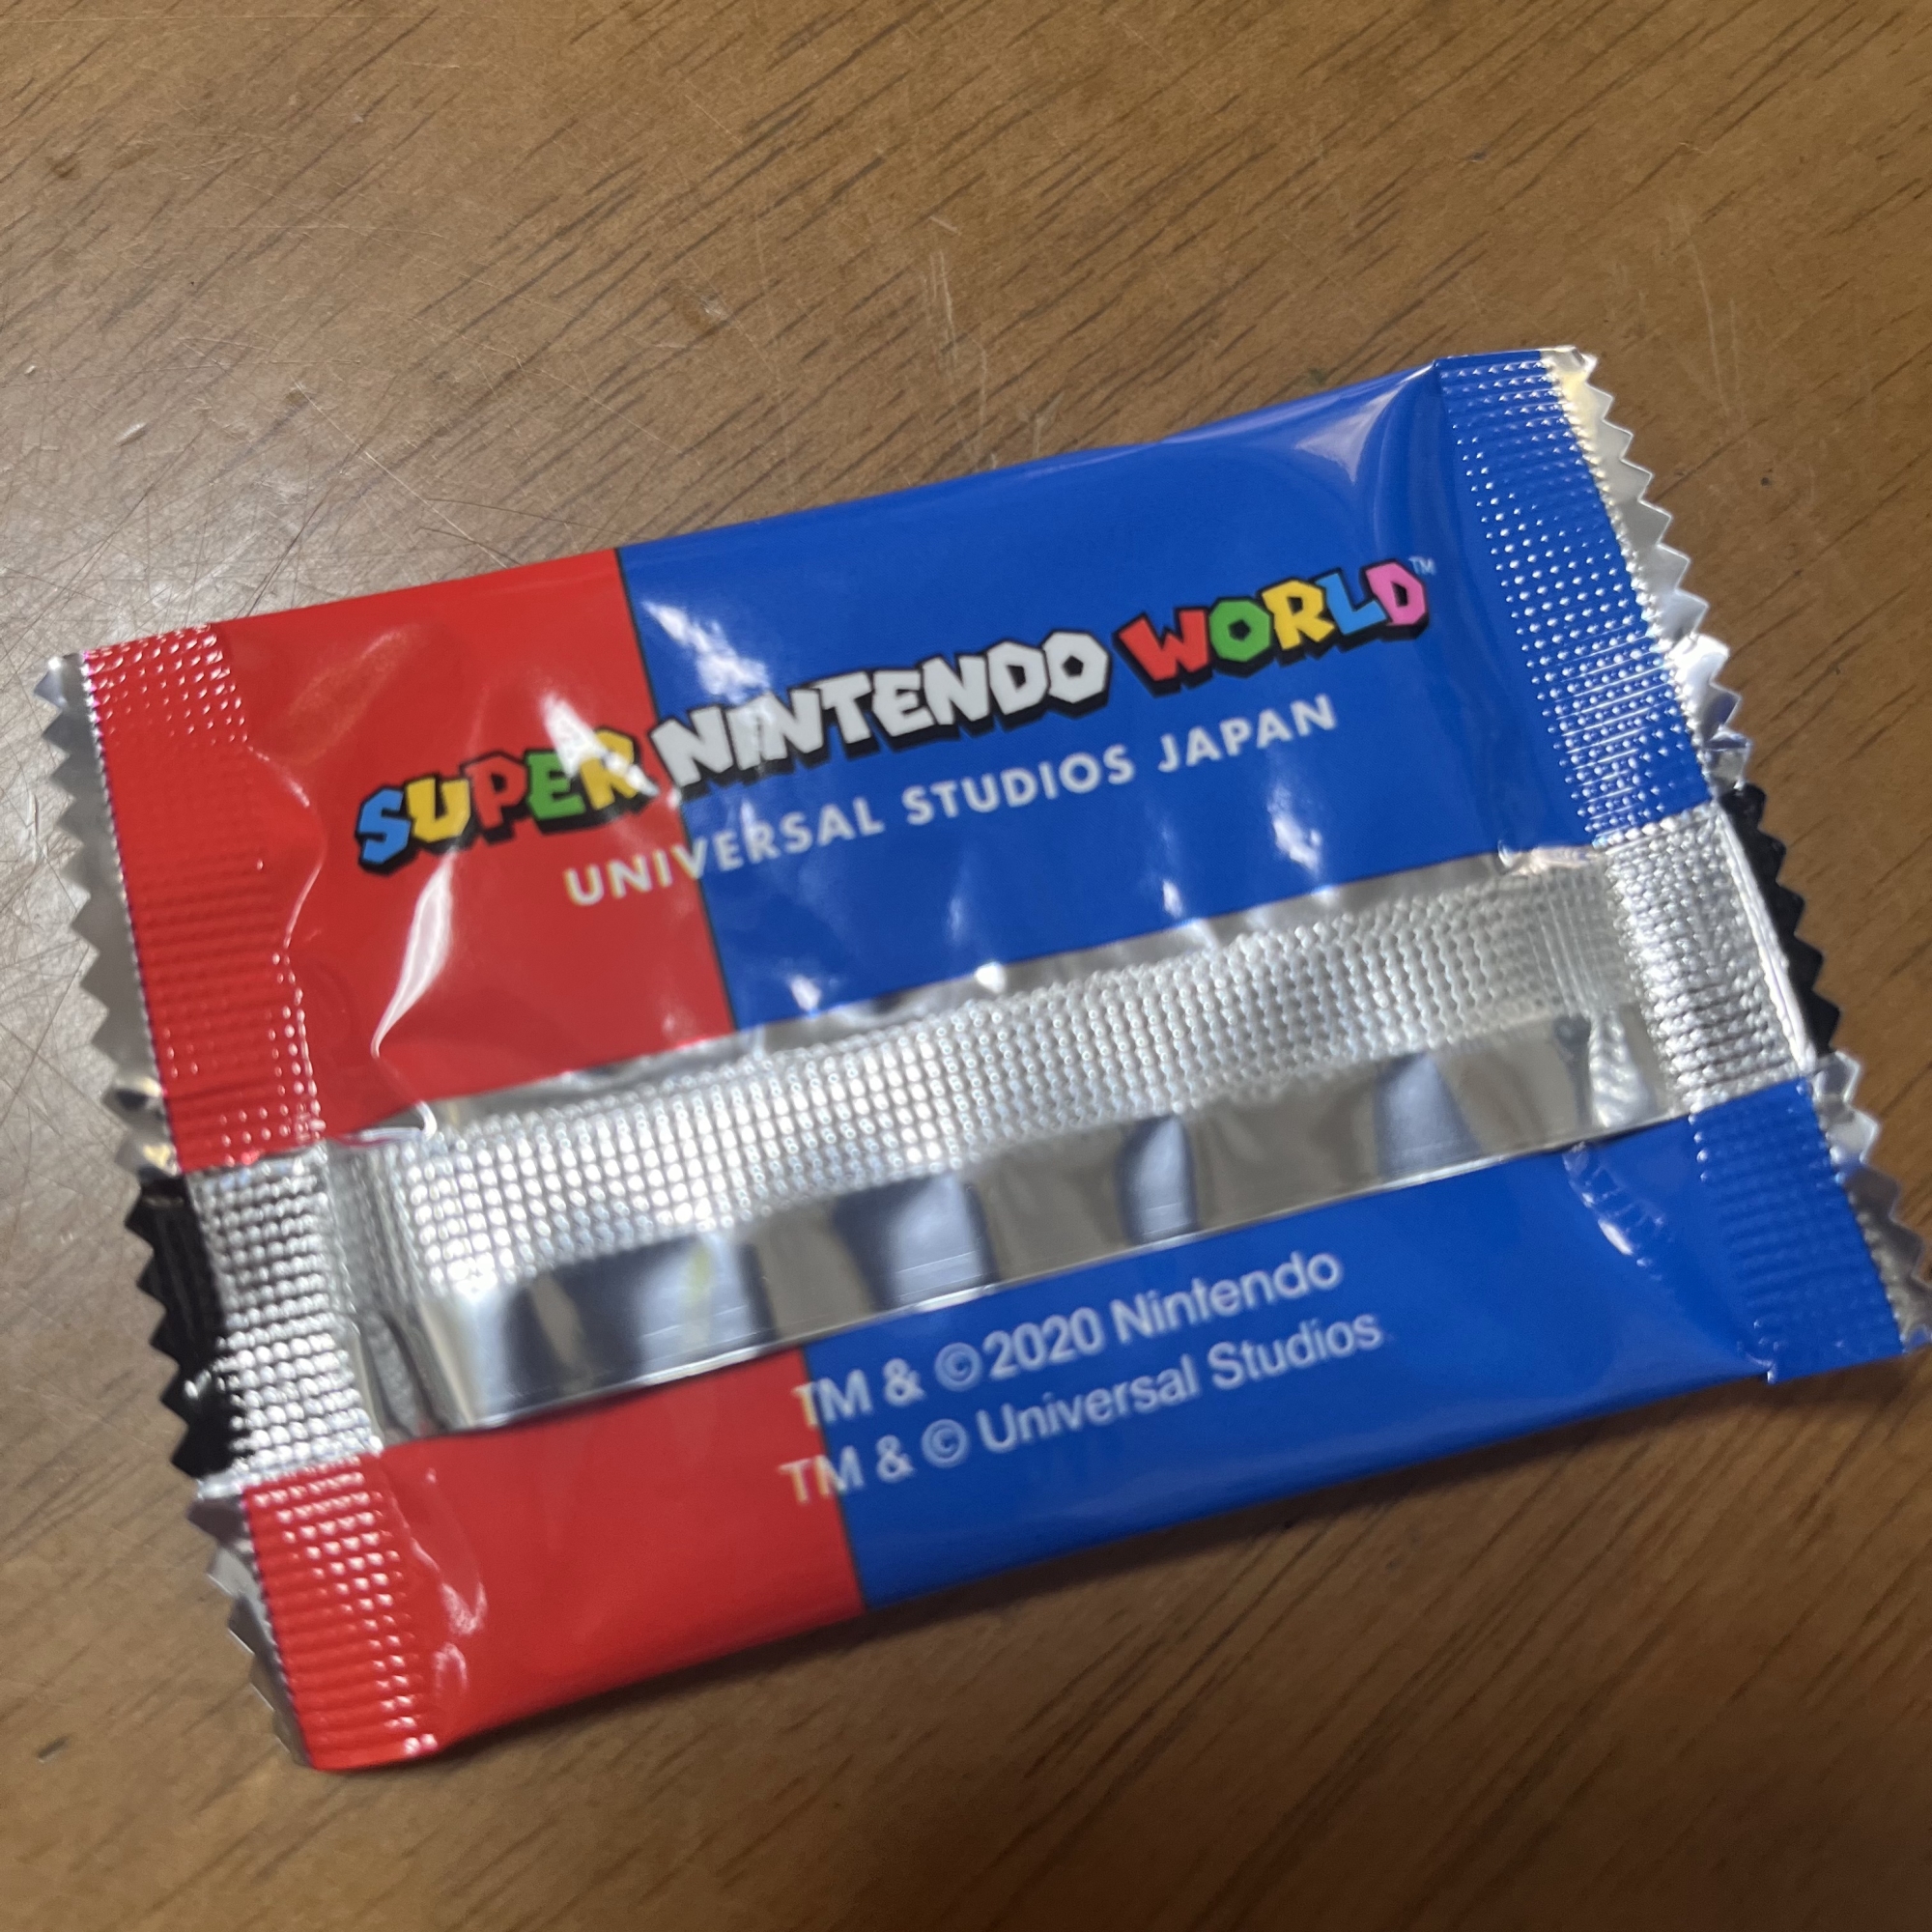 SUPER NINTENDO WORLD™
UNIVERSAL STUDIOS JAPAN
TM & ©2020 Nintendo
TM & © Universal Studios